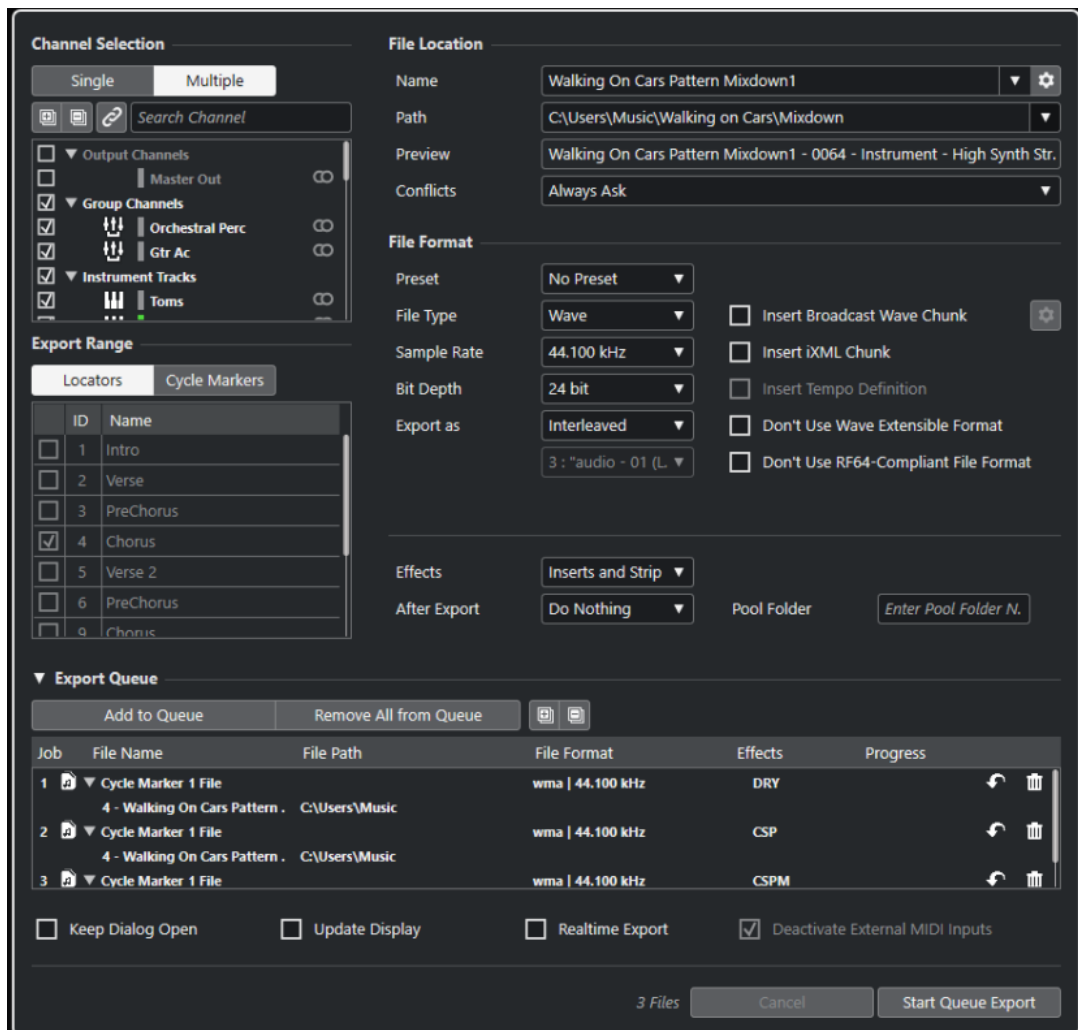 Channel Selection
Single Multiple
Search Channel
Output Channels
Master Out
Group Channels
Orchestral Perc
Gtr Ac
Instrument Tracks
Toms
Export Range
Locators Cycle Markers
ID Name
1 Intro
2 Verse
3 PreChorus
4 Chorus
5 Verse 2
6 PreChorus
9 Chorus
File Location
Name Walking On Cars Pattern Mixdown1
Path C:\Users\Music\Walking on Cars\Mixdown
Preview Walking On Cars Pattern Mixdown1 - 0064 - Instrument - High Synth Str.
Conflicts Always Ask
File Format
Preset No Preset
File Type Wave Insert Broadcast Wave Chunk
Sample Rate 44.100 kHz Insert iXML Chunk
Bit Depth 24 bit Insert Tempo Definition
Export as Interleaved Don't Use Wave Extensible Format
3 : "audio - 01 (L. Don't Use RF64-Compliant File Format
Effects Inserts and Strip
After Export Do Nothing Pool Folder Enter Pool Folder N.
Export Queue
Add to Queue Remove All from Queue
Job File Name File Path File Format Effects Progress
1 Cycle Marker 1 File wma | 44.100 kHz DRY
4 - Walking On Cars Pattern . C:\Users\Music
2 Cycle Marker 1 File wma | 44.100 kHz CSP
4 - Walking On Cars Pattern . C:\Users\Music
3 Cycle Marker 1 File wma | 44.100 kHz CSPM
Keep Dialog Open Update Display Realtime Export Deactivate External MIDI Inputs
3 Files Cancel Start Queue Export